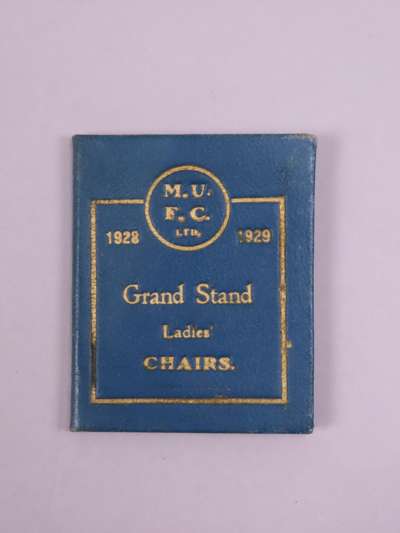 M.U.
F.C.
LTD,
1928 1929
Grand Stand
Ladies'
CHAIRS.